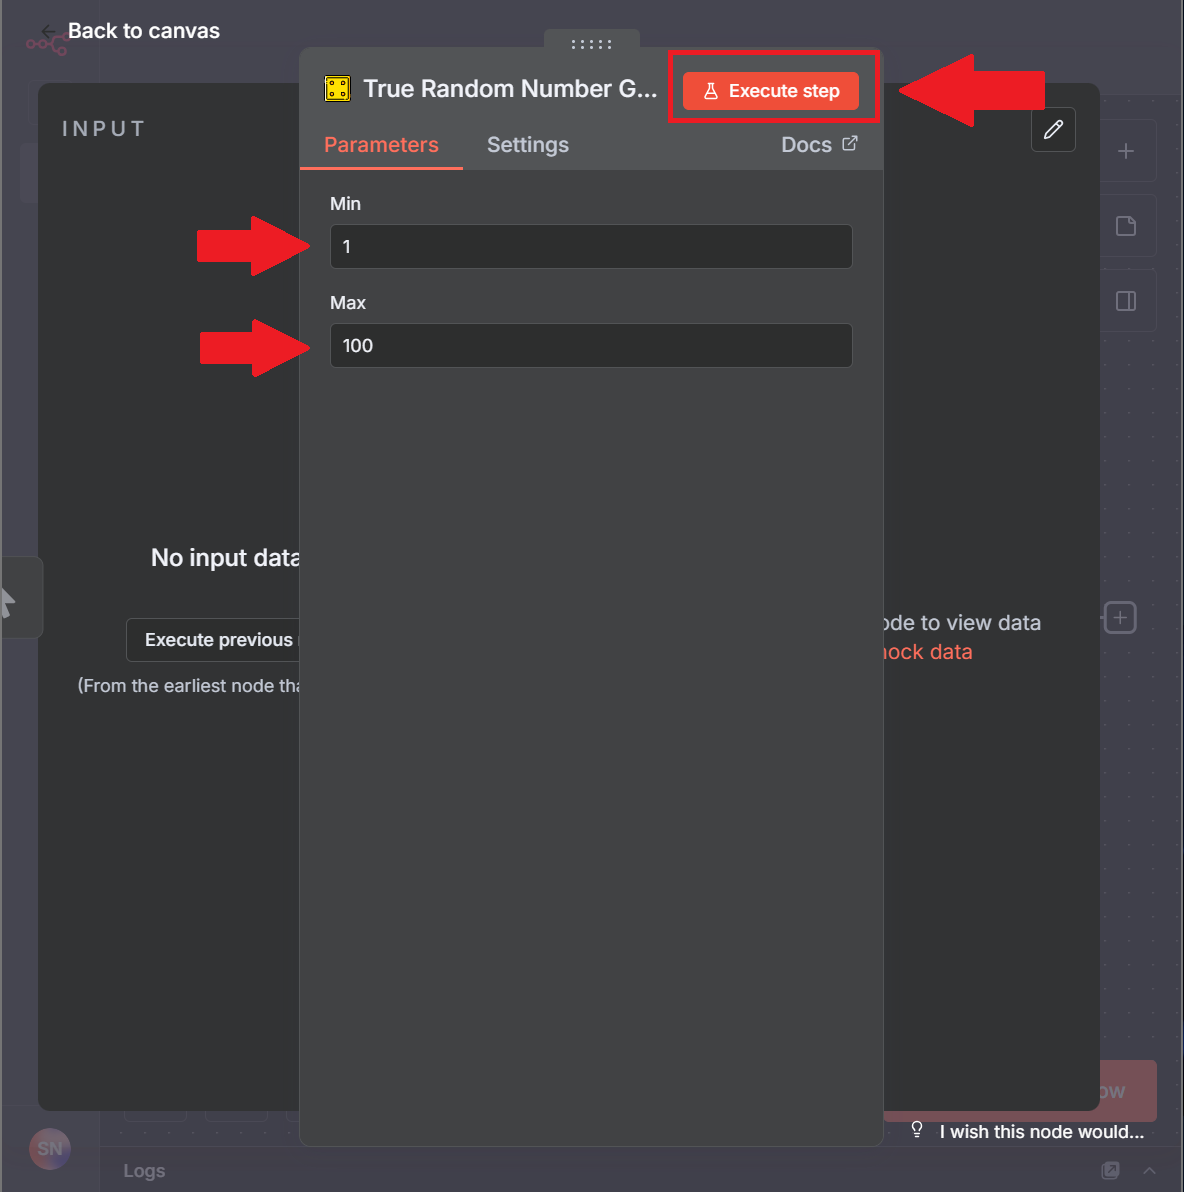 Back to canvas
True Random Number G...
Execute step
INPUT
Parameters
Settings
Docs
Min
1
Max
100
No input data
Execute previous
(From the earliest node tha
ode to view data
ock data
ow
I wish this node would...
SN
Logs